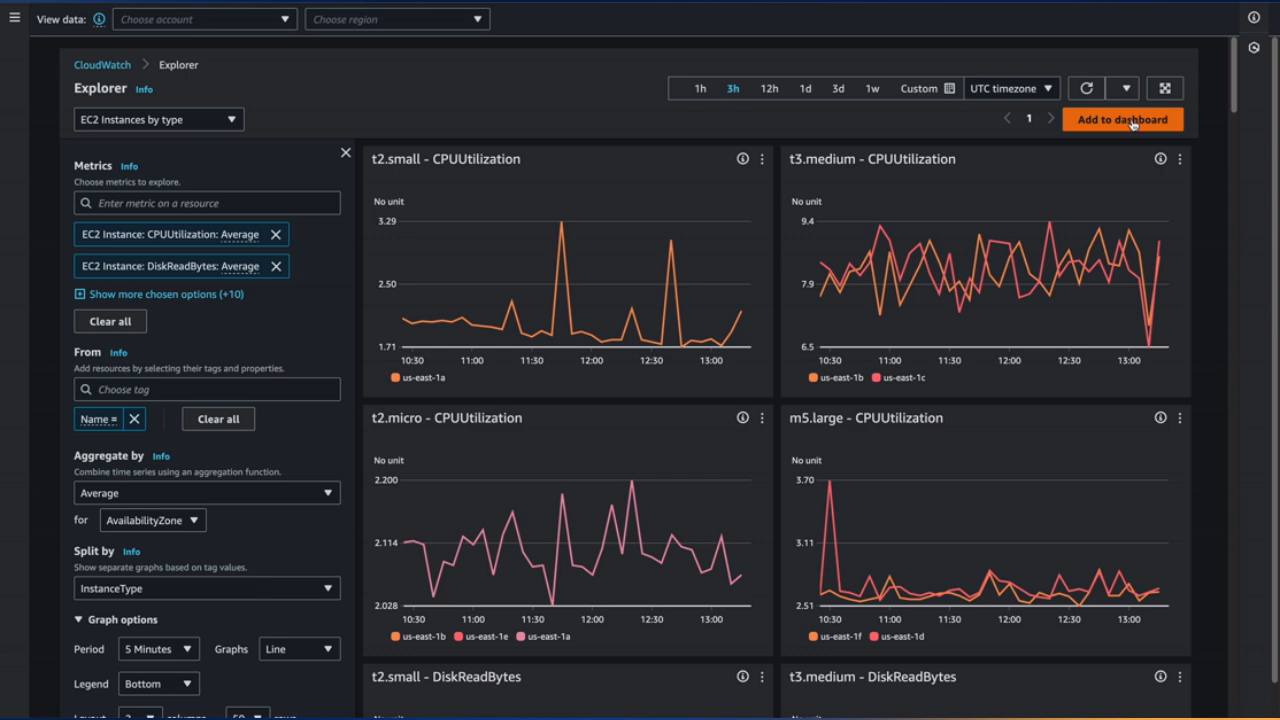 View data: Choose account Choose region
CloudWatch > Explorer
Explorer Info
1h 3h 12h 1d 3d 1w Custom UTC timezone
EC2 Instances by type
1
Add to dashboard
Metrics Info
Choose metrics to explore.
Enter metric on a resource
EC2 Instance: CPUUtilization: Average
EC2 Instance: DiskReadBytes: Average
Show more chosen options (+10)
Clear all
From Info
Add resources by selecting their tags and properties.
Choose tag
Name =
Clear all
Aggregate by Info
Combine time series using an aggregation function.
Average
for AvailabilityZone
Split by Info
Show separate graphs based on tag values.
InstanceType
Graph options
Period 5 Minutes Graphs Line
Legend Bottom
t2.small - CPUUtilization
No unit
3.29
2.50
1.71
10:30 11:00 11:30 12:00 12:30 13:00
us-east-1a
t3.medium - CPUUtilization
No unit
9.4
7.9
6.5
10:30 11:00 11:30 12:00 12:30 13:00
us-east-1b us-east-1c
t2.micro - CPUUtilization
No unit
2.200
2.114
2.028
10:30 11:00 11:30 12:00 12:30 13:00
us-east-1b us-east-1e us-east-1a
m5.large - CPUUtilization
No unit
3.70
3.11
2.51
10:30 11:00 11:30 12:00 12:30 13:00
us-east-1f us-east-1d
t2.small - DiskReadBytes
t3.medium - DiskReadBytes